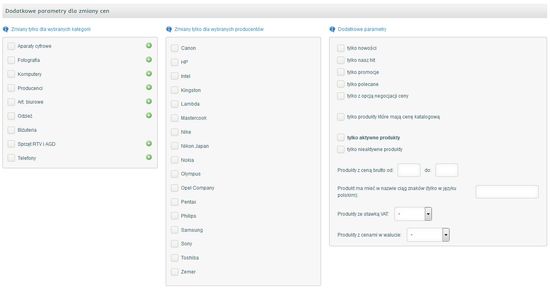 Dodatkowe parametry dla zmiany cen
Zmiany tylko dla wybranych kategorii
Aparaty cyfrowe
Fotografia
Komputery
Producenci
Art. biurowe
Odzież
Biżuteria
Sprzęt RTV i AGD
Telefony
Zmiany tylko dla wybranych producentów
Canon
HP
Intel
Kingston
Lambda
Mastercook
Nike
Nikon Japan
Nokia
Olympus
Opel Company
Pentax
Philips
Samsung
Sony
Toshiba
Zemer
Dodatkowe parametry
tylko nowości
tylko nasz hit
tylko promocje
tylko polecane
tylko z opcją negocjacji ceny
tylko produkty które mają cenę katalogową
tylko aktywne produkty
tylko nieaktywne produkty
Produkty z ceną brutto od: do:
Produkt ma mieć w nazwie ciąg znaków (tylko w języku
polskim):
Produkty ze stawką VAT: -
Produkty z cenami w walucie: -